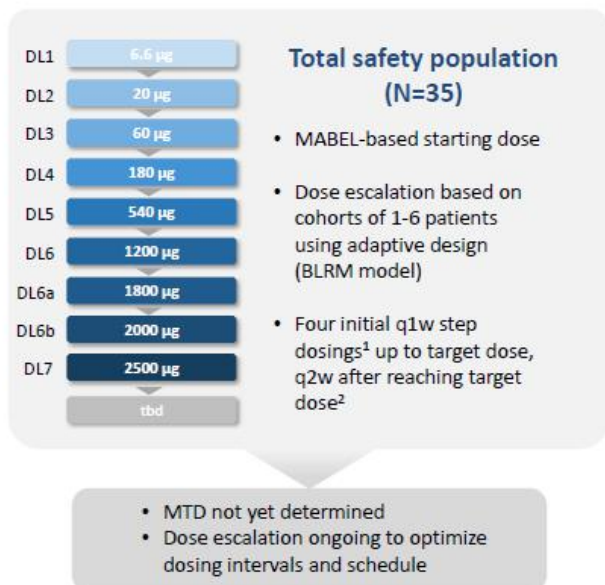 DL1 6.6 µg
DL2 20 µg
DL3 60 µg
DL4 180 µg
DL5 540 µg
DL6 1200 µg
DL6a 1800 µg
DL6b 2000 µg
DL7 2500 µg
tbd
Total safety population
(N=35)
• MABEL-based starting dose
• Dose escalation based on
cohorts of 1-6 patients
using adaptive design
(BLRM model)
• Four initial q1w step
dosings¹ up to target dose,
q2w after reaching target
dose²
• MTD not yet determined
• Dose escalation ongoing to optimize
dosing intervals and schedule